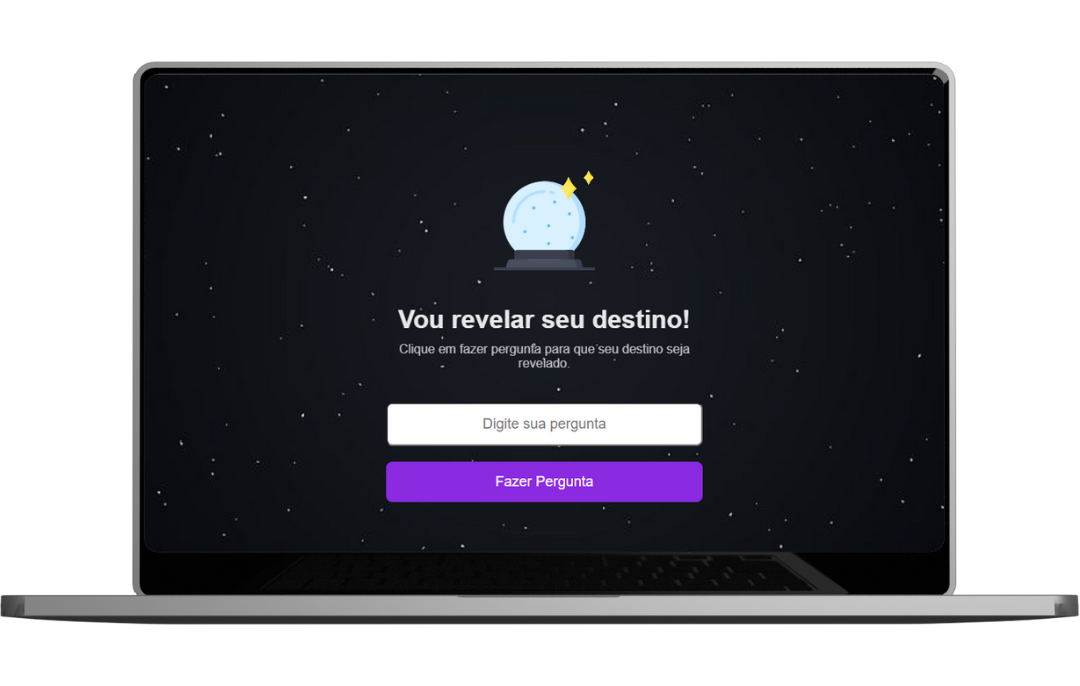 Vou revelar seu destino!
Clique em fazer pergunta para que seu destino seja
revelado.
Digite sua pergunta
Fazer Pergunta